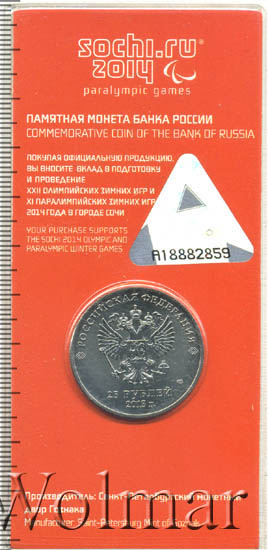 sochi.ru
2014
paralympic games
ПАМЯТНАЯ МОНЕТА БАНКА РОССИИ
COMMEMORATIVE COIN OF THE BANK OF RUSSIA
ПОКУПАЯ ОФИЦИАЛЬНУЮ ПРОДУКЦИЮ,
ВЫ ВНОСИТЕ ВКЛАД В ПОДГОТОВКУ
И ПРОВЕДЕНИЕ
XXII ОЛИМПИЙСКИХ ЗИМНИХ ИГР И
XI ПАРАЛИМПИЙСКИХ ЗИМНИХ ИГР
2014 ГОДА В ГОРОДЕ СОЧИ
YOUR PURCHASE SUPPORTS
THE SOCHI 2014 OLYMPIC AND
PARALYMPIC WINTER GAMES
A18882859
РОССИЙСКАЯ ФЕДЕРАЦИЯ
25 РУБЛЕЙ
Производитель: Санкт-Петербургский монетный
двор Гознака
Manufacturer: Saint-Petersburg Mint of Goznak
Wolmar